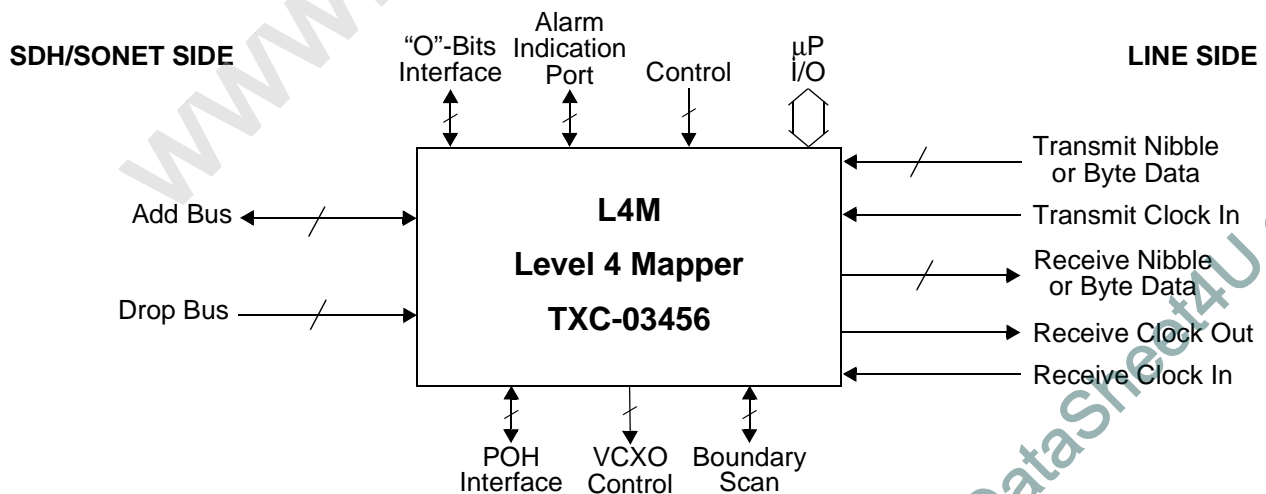 SDH/SONET SIDE
"O"-Bits
Interface
Alarm
Indication
Port
Control
µP
I/O
LINE SIDE
Add Bus
Drop Bus
L4M
Level 4 Mapper
TXC-03456
Transmit Nibble
or Byte Data
Transmit Clock In
Receive Nibble
or Byte Data
Receive Clock Out
Receive Clock In
POH
Interface
VCXO
Control
Boundary
Scan
www
DataSheet4U